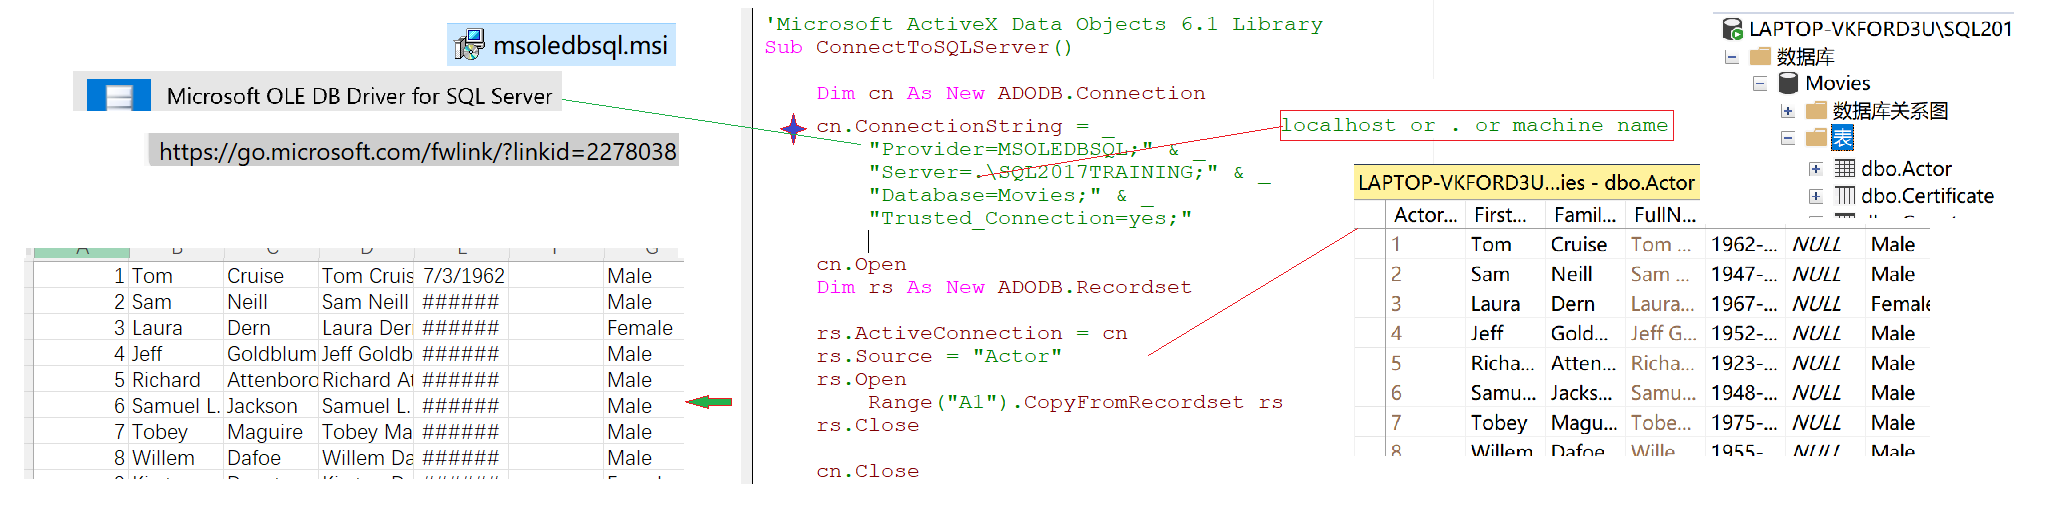 msoledbsql.msi
Microsoft OLE DB Driver for SQL Server
https://go.microsoft.com/fwlink/?linkid=2278038
A B C D E F G
1 Tom Cruise Tom Cruis 7/3/1962 Male
2 Sam Neill Sam Neill ###### Male
3 Laura Dern Laura Der ###### Female
4 Jeff Goldblum Jeff Goldb ###### Male
5 Richard Attenboro Richard At ###### Male
6 Samuel L. Jackson Samuel L. ###### Male
7 Tobey Maguire Tobey Ma ###### Male
8 Willem Dafoe Willem Da ###### Male
'Microsoft ActiveX Data Objects 6.1 Library
Sub ConnectToSQLServer()
Dim cn As New ADODB.Connection
cn.ConnectionString = _
"Provider=MSOLEDBSQL;" & _
"Server=.\SQL2017TRAINING;" & _
"Database=Movies;" & _
"Trusted_Connection=yes;"
cn.Open
Dim rs As New ADODB.Recordset
rs.ActiveConnection = cn
rs.Source = "Actor"
rs.Open
Range("A1").CopyFromRecordset rs
rs.Close
cn.Close
localhost or . or machine name
LAPTOP-VKFORD3U\SQL201
数据库
Movies
数据库关系图
表
dbo.Actor
dbo.Certificate
LAPTOP-VKFORD3U...ies - dbo.Actor
Actor... First... Famil... FullN...
1 Tom Cruise Tom ... 1962-... NULL Male
2 Sam Neill Sam ... 1947-... NULL Male
3 Laura Dern Laura... 1967-... NULL Female
4 Jeff Gold... Jeff G... 1952-... NULL Male
5 Richa... Atten... Richa... 1923-... NULL Male
6 Samu... Jacks... Samu... 1948-... NULL Male
7 Tobey Magu... Tobe... 1975-... NULL Male
8 Willem Dafoe Wille... 1955-... NULL Male